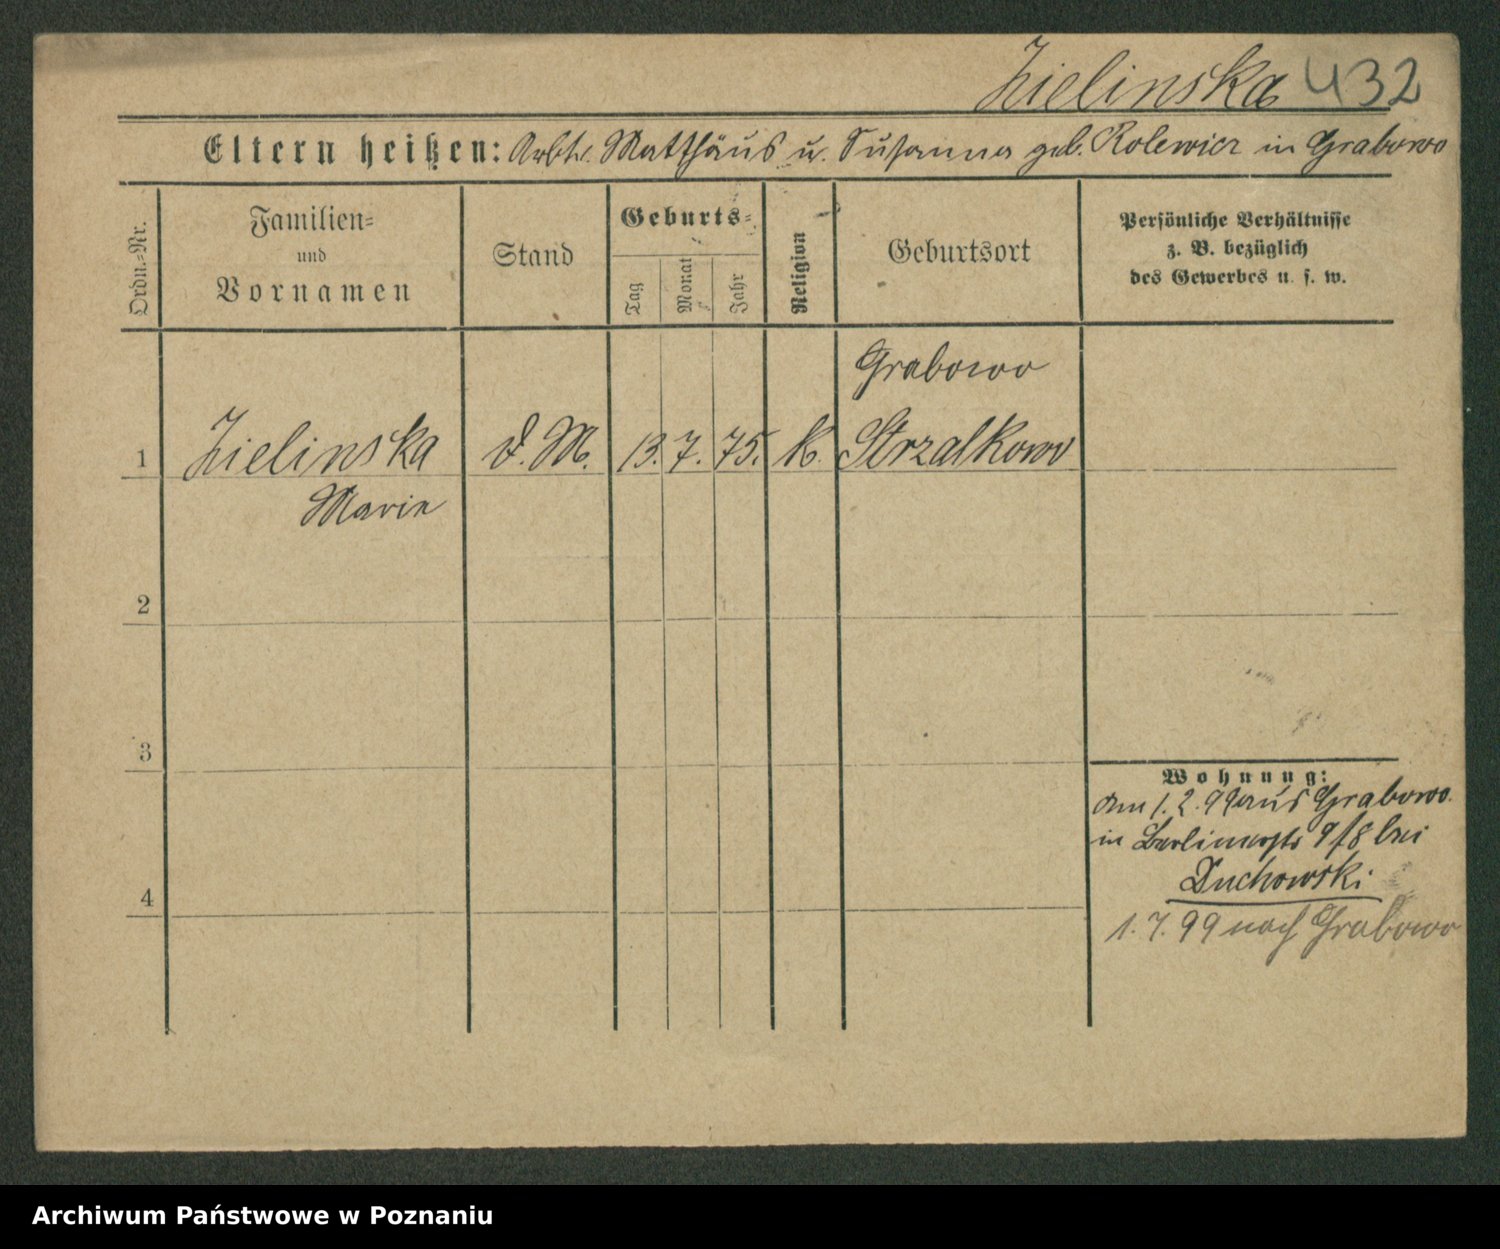 Zielinska 432
Eltern heißen: Arbtr. Matthäus u. Susanna geb. Rolewicz in Grabowo
Ordn.-Nr.
Familien-
und
Vornamen
Stand
Geburts-
Tag
Monat
Jahr
Religion
Geburtsort
Persönliche Verhältnisse
z. B. bezüglich
des Gewerbes u. s. w.
Grabowo
1 Zielinska d. M. 13. 7. 75. k. Strzalkowo
Marie
2
3
Wohnung:
Am 1. 2. 99 aus Grabowo.
in Berlinerstr 9/8 bei
Duchowski
4
1. 7. 99 nach Grabowo
Archiwum Państwowe w Poznaniu